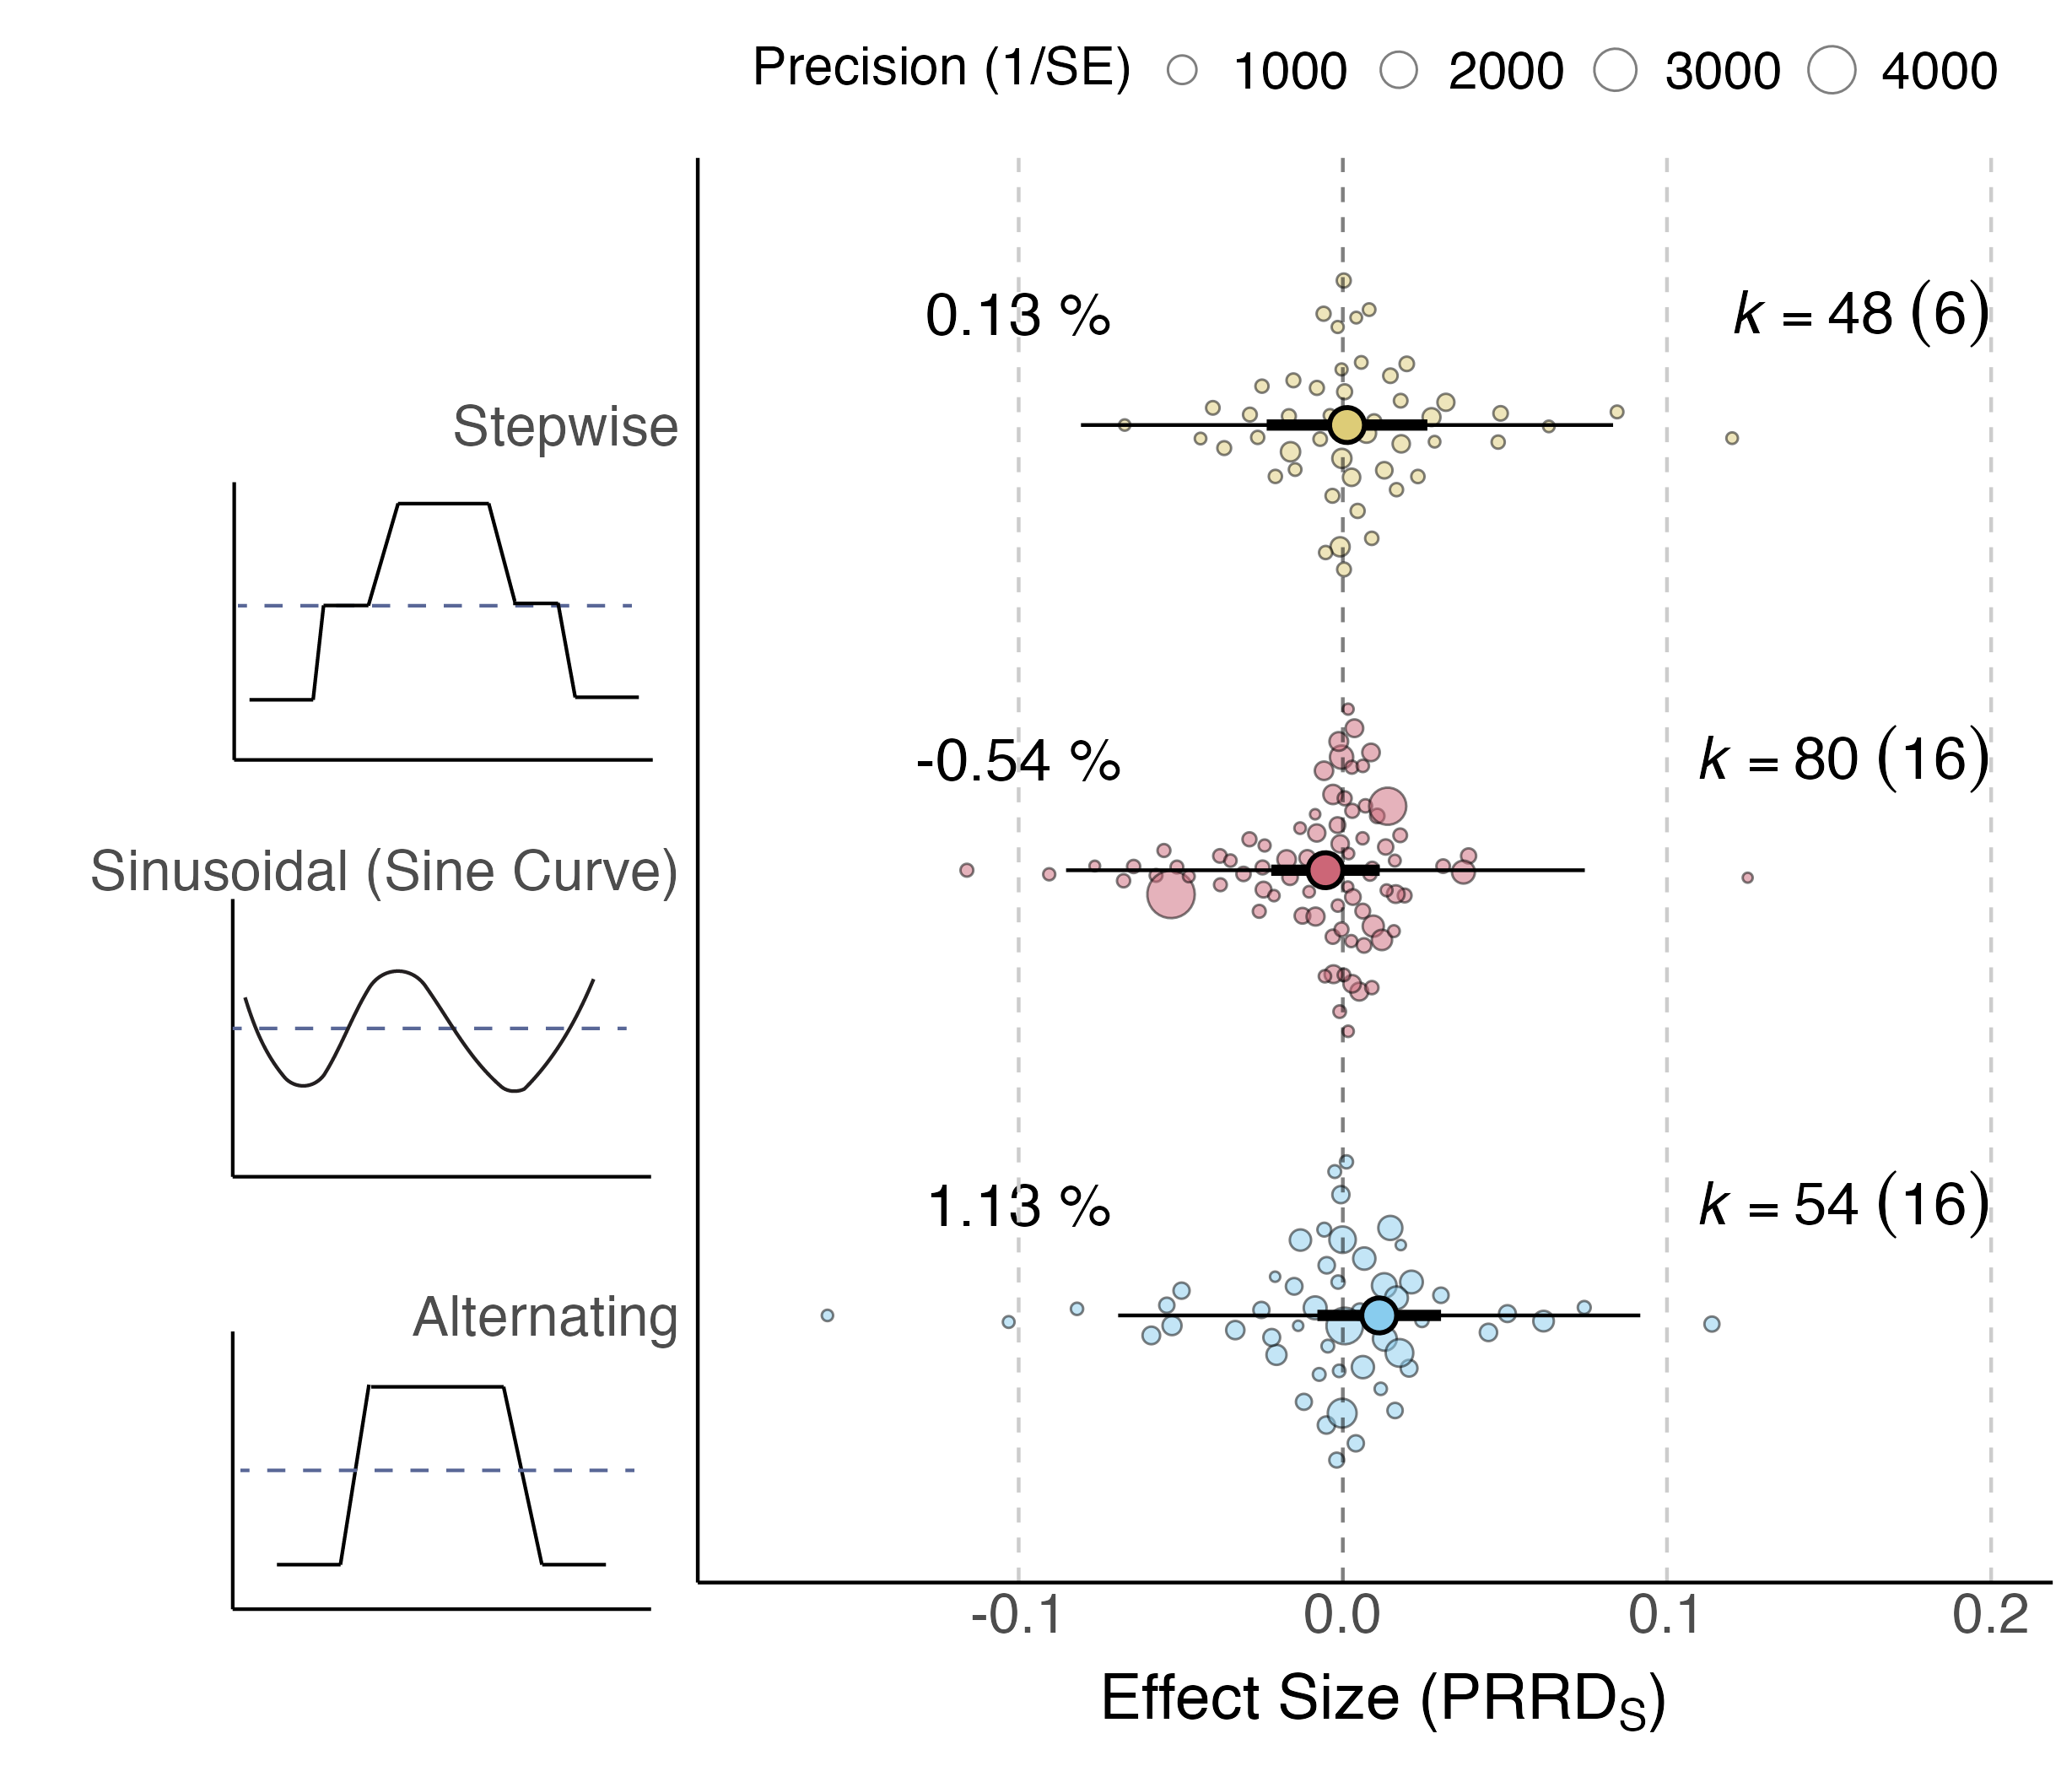 Precision (1/SE) 1000 2000 3000 4000
0.13 % k = 48 (6)
Stepwise
-0.54 % k = 80 (16)
Sinusoidal (Sine Curve)
1.13 % k = 54 (16)
Alternating
-0.1 0.0 0.1 0.2
Effect Size (PRRDS)